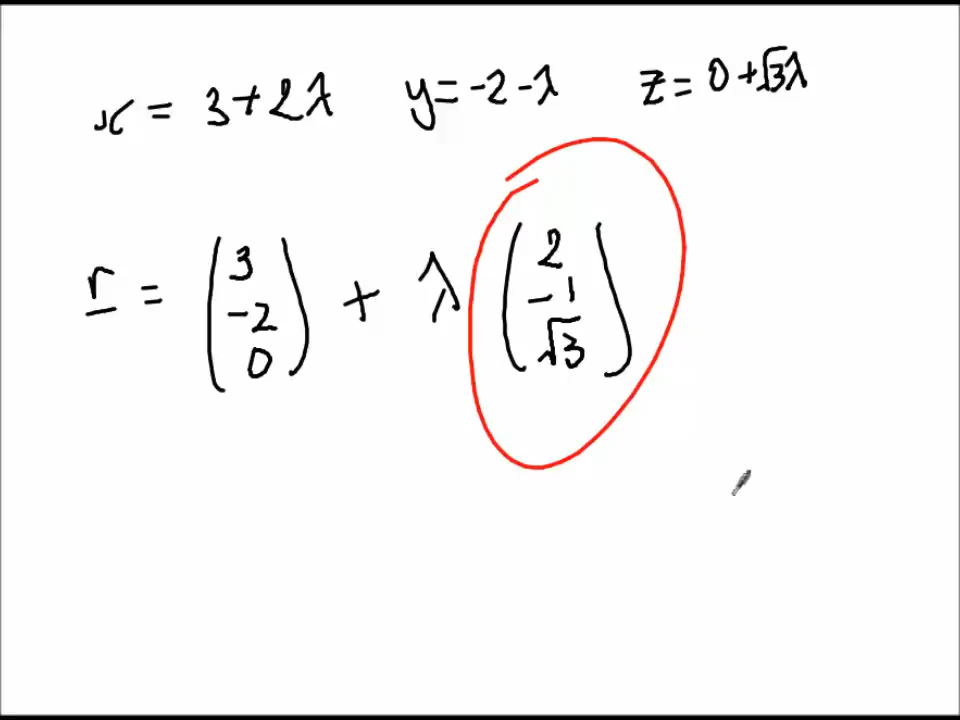 x = 3 + 2λ y = -2 - λ z = 0 + √3λ
r = (3 -2 0) + λ (2 -1 √3)